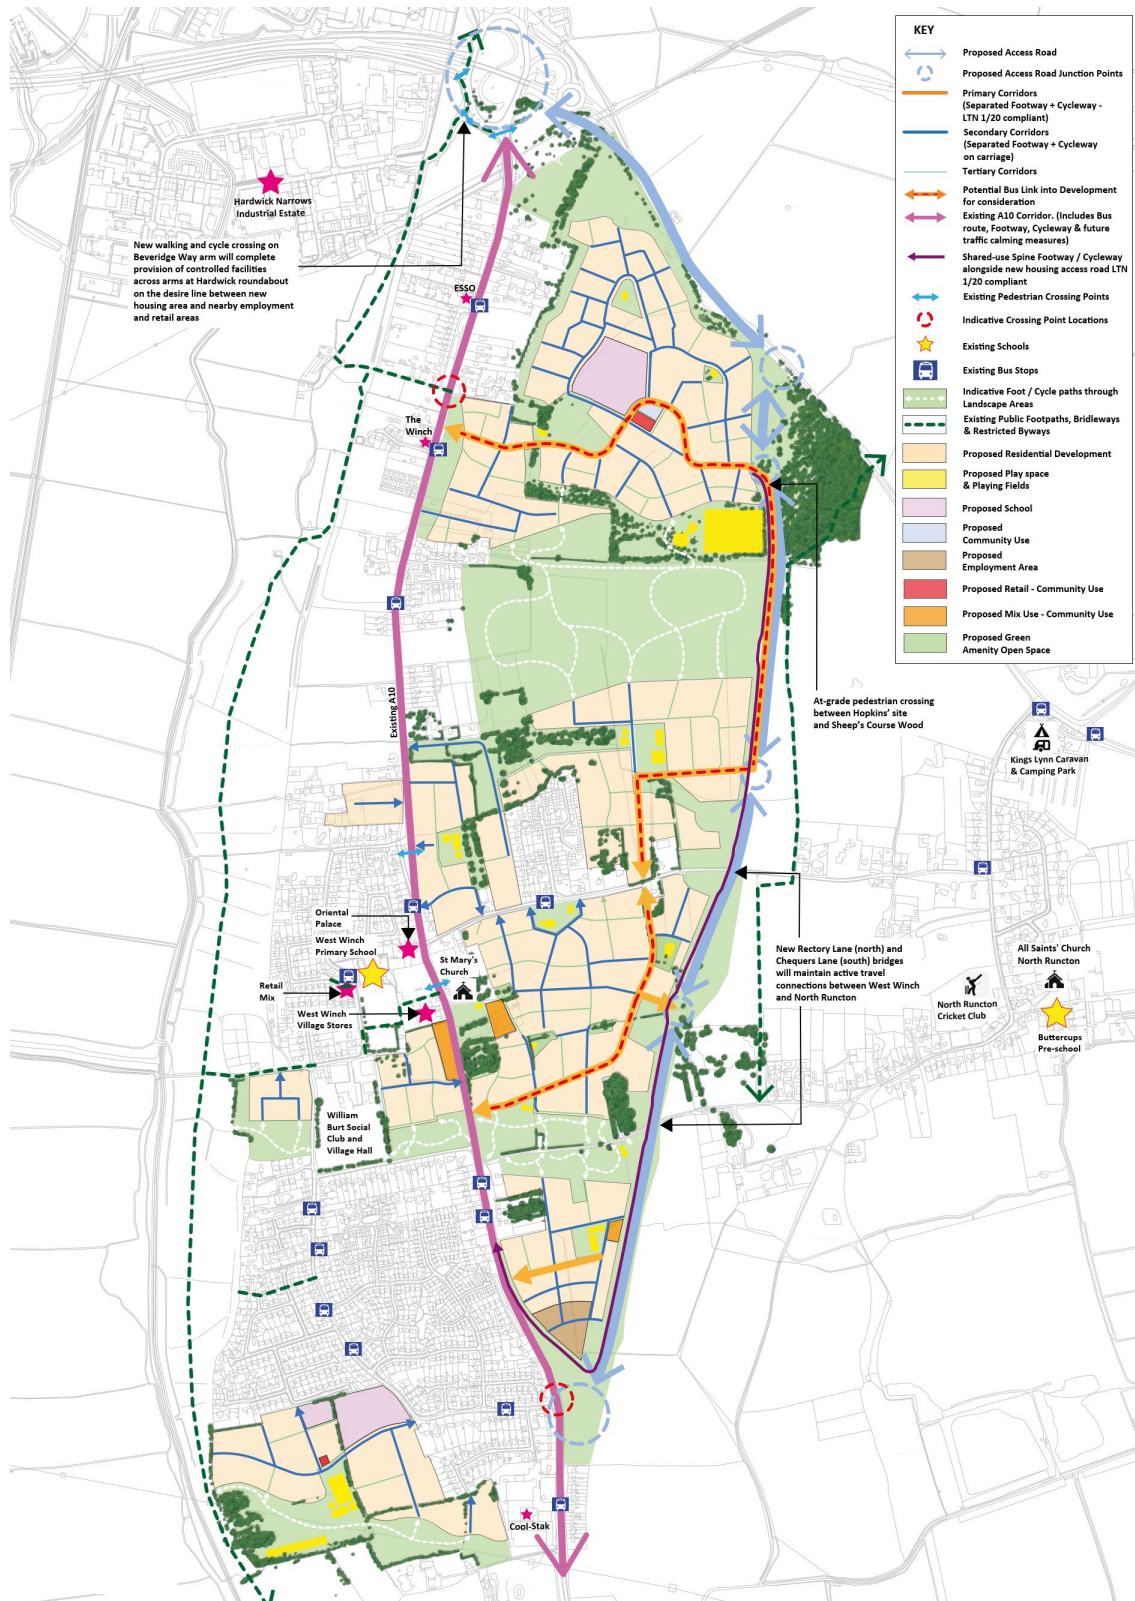 KEY
Proposed Access Road
Proposed Access Road Junction Points
Primary Corridors
(Separated Footway + Cycleway -
LTN 1/20 compliant)
Secondary Corridors
(Separated Footway + Cycleway
on carriage)
Tertiary Corridors
Potential Bus Link into Development
for consideration
Existing A10 Corridor. (Includes Bus
route, Footway, Cycleway & future
traffic calming measures)
Shared-use Spine Footway / Cycleway
alongside new housing access road LTN
1/20 compliant
Existing Pedestrian Crossing Points
Indicative Crossing Point Locations
Existing Schools
Existing Bus Stops
Indicative Foot / Cycle paths through
Landscape Areas
Existing Public Footpaths, Bridleways
& Restricted Byways
Proposed Residential Development
Proposed Play space
& Playing Fields
Proposed School
Proposed
Community Use
Proposed
Employment Area
Proposed Retail - Community Use
Proposed Mix Use - Community Use
Proposed Green
Amenity Open Space
Hardwick Narrows
Industrial Estate
New walking and cycle crossing on
Beveridge Way arm will complete
provision of controlled facilities
across arms at Hardwick roundabout
on the desire line between new
housing area and nearby employment
and retail areas
ESSO
The
Winch
Existing A10
At-grade pedestrian crossing
between Hopkins' site
and Sheep's Course Wood
Kings Lynn Caravan
& Camping Park
Oriental
Palace
West Winch
Primary School
St Mary's
Church
Retail
Mix
West Winch
Village Stores
New Rectory Lane (north) and
Chequers Lane (south) bridges
will maintain active travel
connections between West Winch
and North Runcton
All Saints' Church
North Runcton
North Runcton
Cricket Club
Buttercups
Pre-school
William
Burt Social
Club and
Village Hall
Cool-Stak